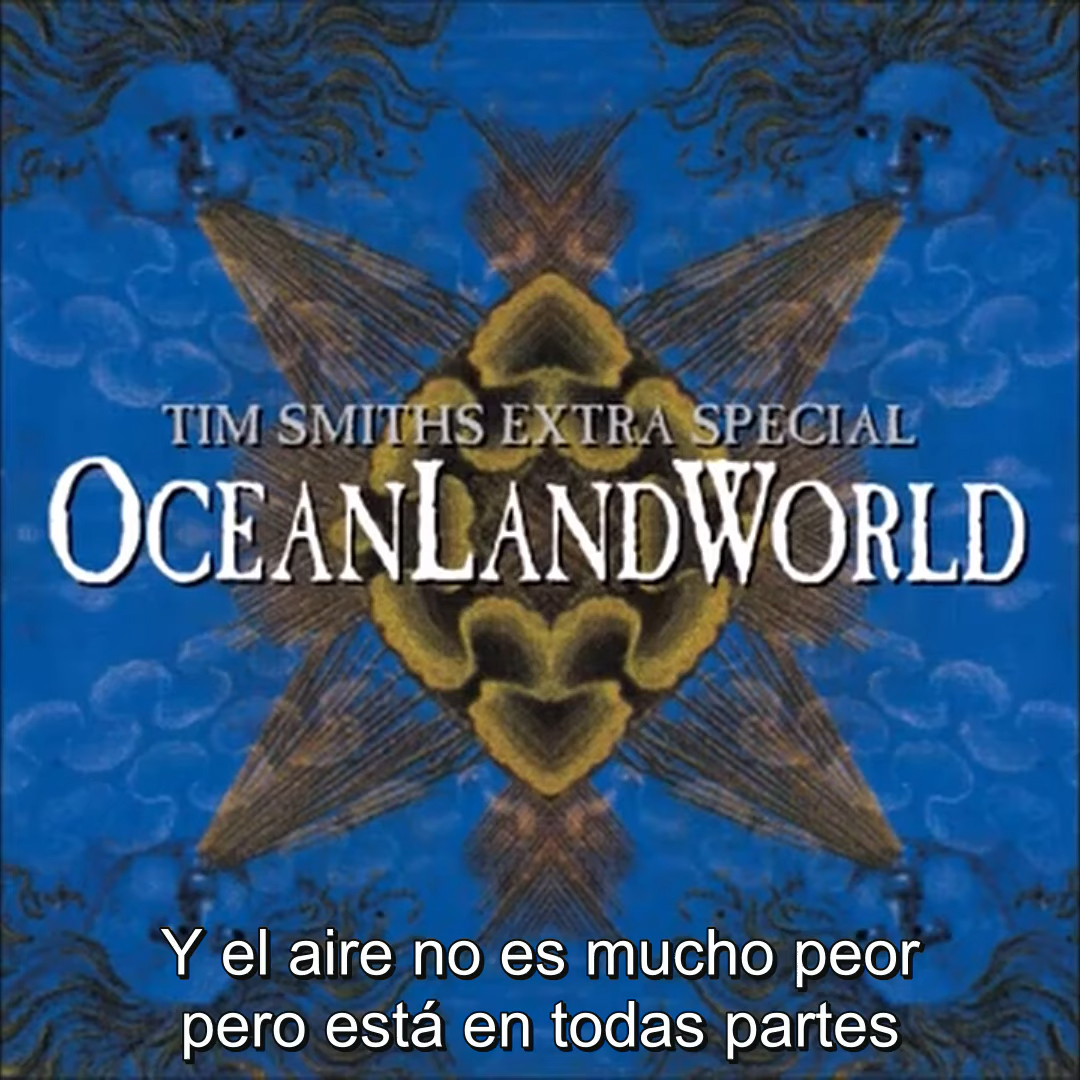 TIM SMITHS EXTRA SPECIAL
OCEANLANDWORLD
Y el aire no es mucho peor
pero está en todas partes